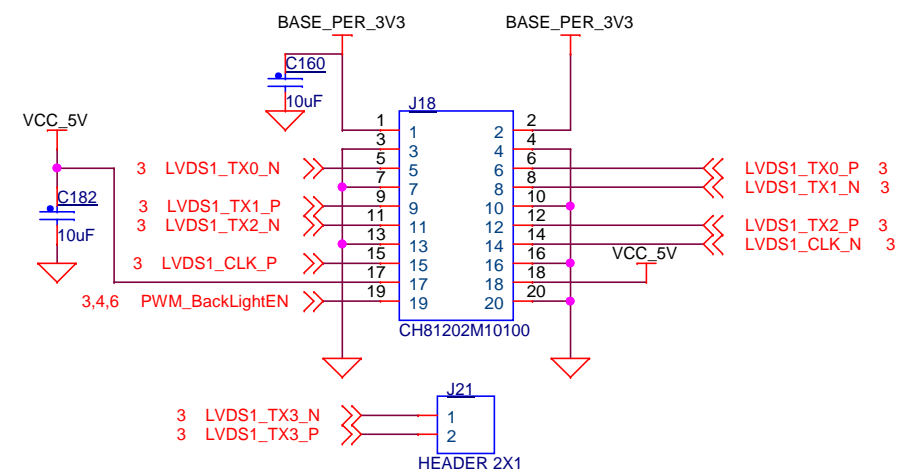 BASE_PER_3V3 BASE_PER_3V3
C160
10uF
VCC_5V
C182
10uF
J18
1 1 2 2
3 3 4 4
3 LVDS1_TX0_N 5 5 6 6 LVDS1_TX0_P 3
7 7 8 8 LVDS1_TX1_N 3
3 LVDS1_TX1_P 9 9 10 10
3 LVDS1_TX2_N 11 11 12 12 LVDS1_TX2_P 3
13 13 14 14 LVDS1_CLK_N 3
3 LVDS1_CLK_P 15 15 16 16
VCC_5V
17 17 18 18
3,4,6 PWM_BackLightEN 19 19 20 20
CH81202M10100
J21
3 LVDS1_TX3_N 1
3 LVDS1_TX3_P 2
HEADER 2X1